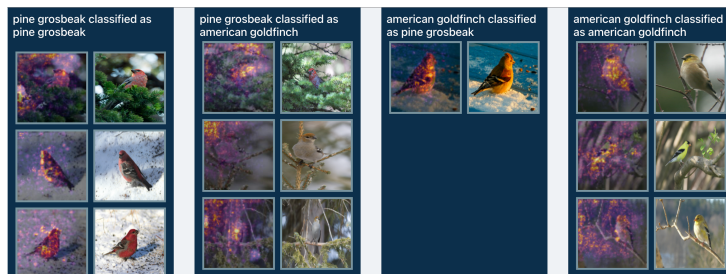 pine grosbeak classified as
pine grosbeak
pine grosbeak classified as
american goldfinch
american goldfinch classified
as pine grosbeak
american goldfinch classified
as american goldfinch